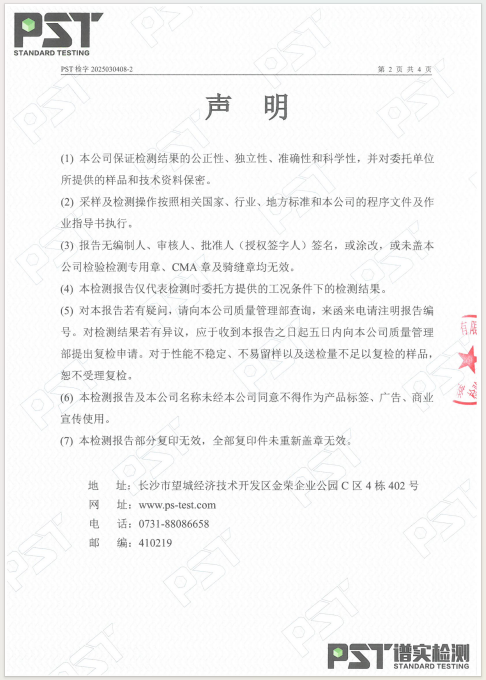 PST
STANDARD TESTING
PST 检字 2025030408-2 第 2 页 共 4 页
声 明
(1) 本公司保证检测结果的公正性、独立性、准确性和科学性，并对委托单位
所提供的样品和技术资料保密。
(2) 采样及检测操作按照相关国家、行业、地方标准和本公司的程序文件及作
业指导书执行。
(3) 报告无编制人、审核人、批准人（授权签字人）签名，或涂改，或未盖本
公司检验检测专用章、CMA 章及骑缝章均无效。
(4) 本检测报告仅代表检测时委托方提供的工况条件下的检测结果。
(5) 对本报告若有疑问，请向本公司质量管理部查询，来函来电请注明报告编
号。对检测结果若有异议，应于收到本报告之日起五日内向本公司质量管理
部提出复检申请。对于性能不稳定、不易留样以及送检量不足以复检的样品，
恕不受理复检。
(6) 本检测报告及本公司名称未经本公司同意不得作为产品标签、广告、商业
宣传使用。
(7) 本检测报告部分复印无效，全部复印件未重新盖章无效。
地 址：长沙市望城经济技术开发区金荣企业公园 C 区 4 栋 402 号
网 址：www.ps-test.com
电 话：0731-88086658
邮 编：410219
PST 谱实检测
STANDARD TESTING